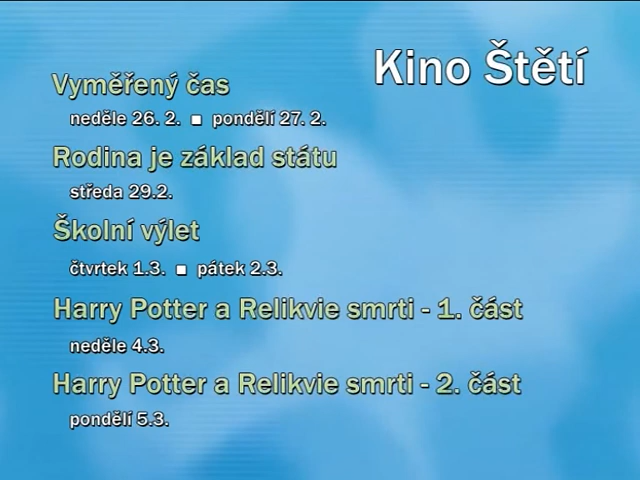 Kino Štětí
Vyměřený čas
neděle 26. 2. ■ pondělí 27. 2.
Rodina je základ státu
středa 29.2.
Školní výlet
čtvrtek 1.3. ■ pátek 2.3.
Harry Potter a Relikvie smrti - 1. část
neděle 4.3.
Harry Potter a Relikvie smrti - 2. část
pondělí 5.3.